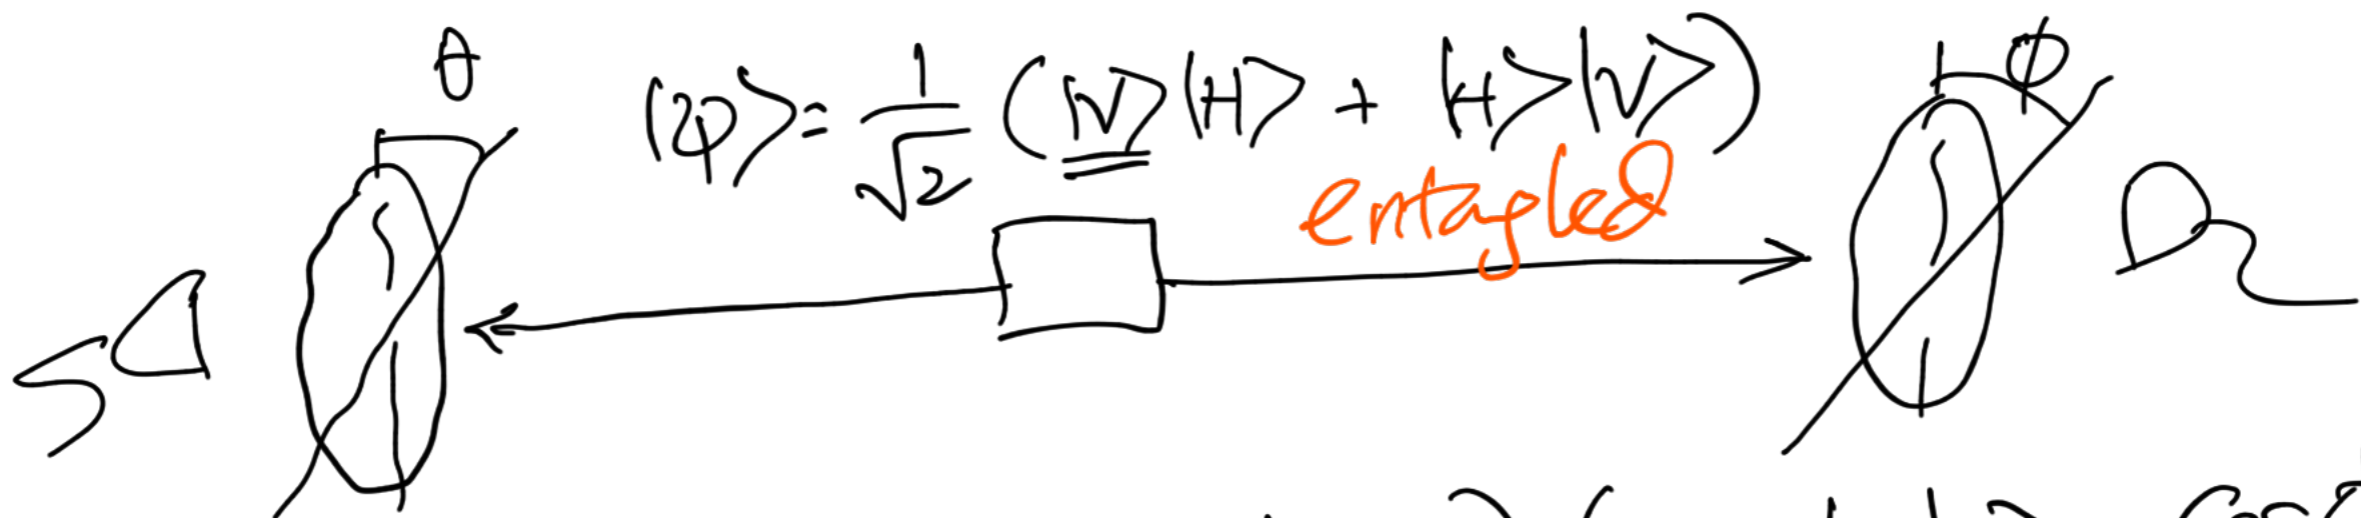 θ |ψ⟩ = 1/√2 (|V⟩|H⟩ + |H⟩|V⟩) φ
entagled